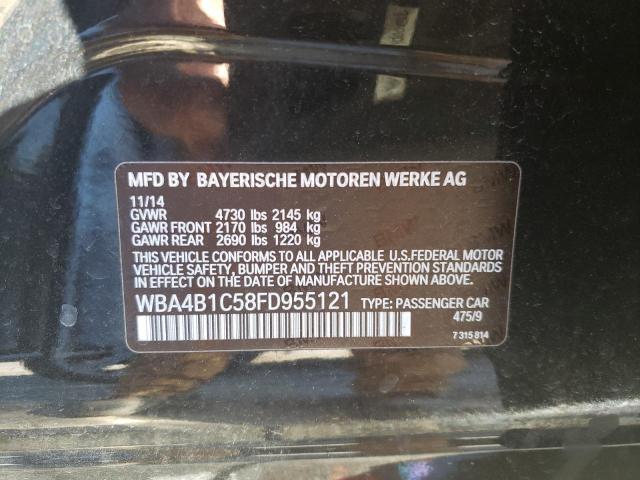 MFD BY BAYERISCHE MOTOREN WERKE AG
11/14
GVWR 4730 lbs 2145 kg
GAWR FRONT 2170 lbs 984 kg
GAWR REAR 2690 lbs 1220 kg
THIS VEHICLE CONFORMS TO ALL APPLICABLE U.S.FEDERAL MOTOR
VEHICLE SAFETY, BUMPER AND THEFT PREVENTION STANDARDS IN
EFFECT ON THE DATE OF MANUFACTURE SHOWN ABOVE.
WBA4B1C58FD955121 TYPE: PASSENGER CAR
475/9
7 315 814